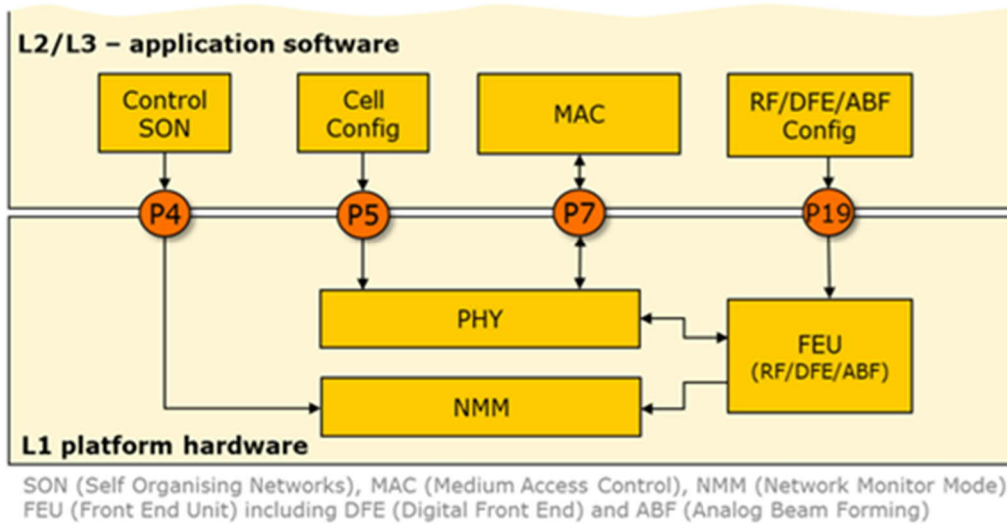 L2/L3 – application software
Control
SON
Cell
Config
MAC
RF/DFE/ABF
Config
P4
P5
P7
P19
PHY
FEU
(RF/DFE/ABF)
NMM
L1 platform hardware
SON (Self Organising Networks), MAC (Medium Access Control), NMM (Network Monitor Mode)
FEU (Front End Unit) including DFE (Digital Front End) and ABF (Analog Beam Forming)